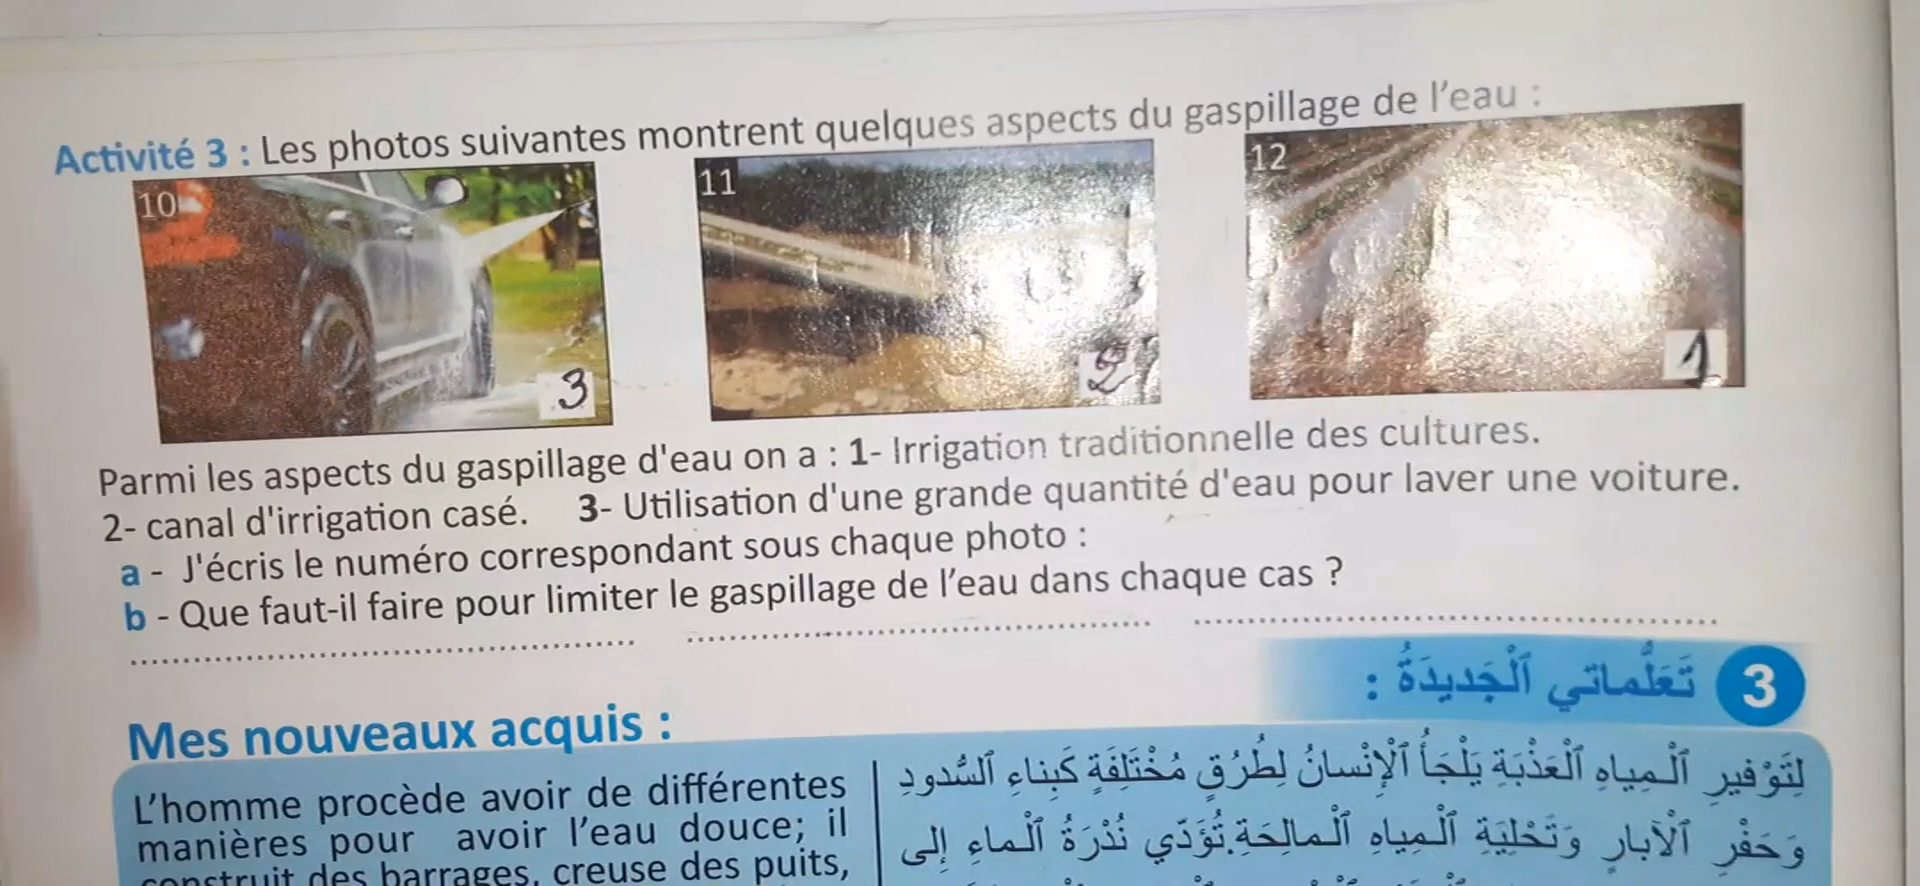 Activité 3 : Les photos suivantes montrent quelques aspects du gaspillage de l'eau :
10
11
12
3
2
1
Parmi les aspects du gaspillage d'eau on a : 1- Irrigation traditionnelle des cultures.
2- canal d'irrigation casé. 3- Utilisation d'une grande quantité d'eau pour laver une voiture.
a - J'écris le numéro correspondant sous chaque photo :
b - Que faut-il faire pour limiter le gaspillage de l'eau dans chaque cas ?
3 تَعَلُّماتي ٱلْجَديدَةُ :
Mes nouveaux acquis :
L'homme procède avoir de différentes
manières pour avoir l'eau douce; il
construit des barrages, creuse des puits,
لِتَوْفيرِ ٱلْمِياهِ ٱلْعَذْبَةِ يَلْجَأُ ٱلْإِنْسانُ لِطُرُقٍ مُخْتَلِفَةٍ كَبِناءِ ٱلسُّدودِ
وَحَفْرِ ٱلْآبارِ وَتَحْلِيَةِ ٱلْمِياهِ ٱلْمالِحَةِ.تُؤَدّي نُدْرَةُ ٱلْماءِ إِلى